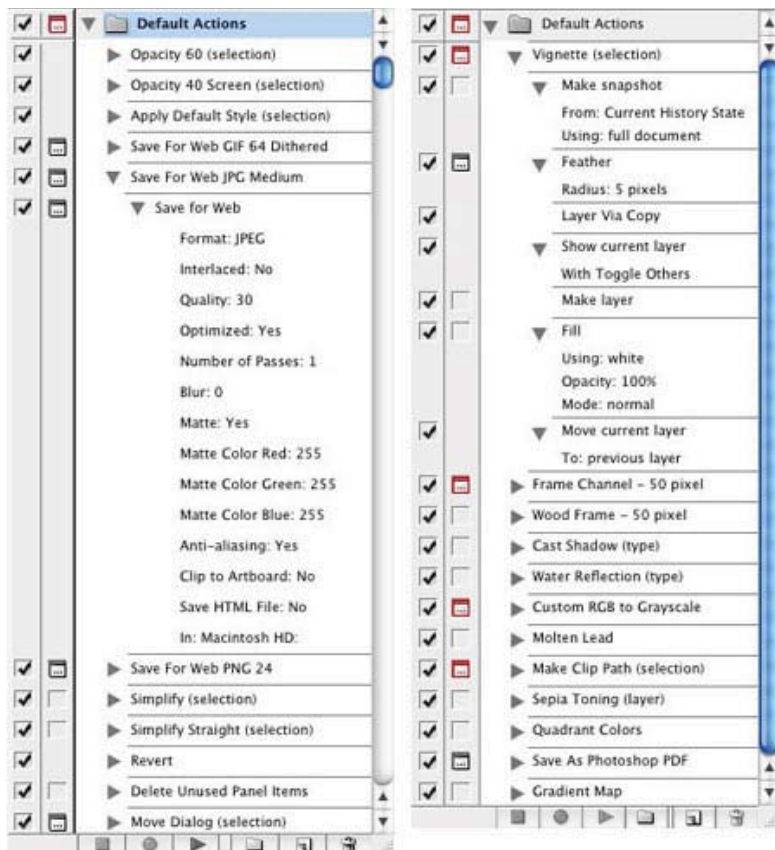 Default Actions
Opacity 60 (selection)
Opacity 40 Screen (selection)
Apply Default Style (selection)
Save For Web GIF 64 Dithered
Save For Web JPG Medium
Save for Web
Format: JPEG
Interlaced: No
Quality: 30
Optimized: Yes
Number of Passes: 1
Blur: 0
Matte: Yes
Matte Color Red: 255
Matte Color Green: 255
Matte Color Blue: 255
Anti-aliasing: Yes
Clip to Artboard: No
Save HTML File: No
In: Macintosh HD:
Save For Web PNG 24
Simplify (selection)
Simplify Straight (selection)
Revert
Delete Unused Panel Items
Move Dialog (selection)
Default Actions
Vignette (selection)
Make snapshot
From: Current History State
Using: full document
Feather
Radius: 5 pixels
Layer Via Copy
Show current layer
With Toggle Others
Make layer
Fill
Using: white
Opacity: 100%
Mode: normal
Move current layer
To: previous layer
Frame Channel - 50 pixel
Wood Frame - 50 pixel
Cast Shadow (type)
Water Reflection (type)
Custom RGB to Grayscale
Molten Lead
Make Clip Path (selection)
Sepia Toning (layer)
Quadrant Colors
Save As Photoshop PDF
Gradient Map